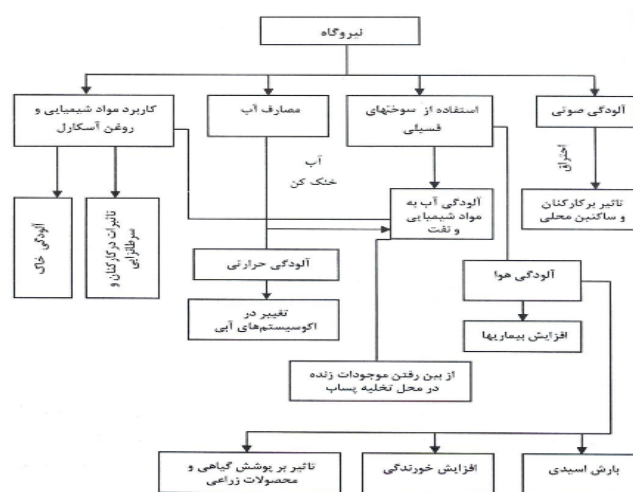 نیروگاه
آلودگی صوتی
استفاده از سوختهای
فسیلی
مصارف آب
کاربرد مواد شیمیایی و
روغن آسکارل
احتراق
آب
خنک کن
تاثیر بر کارکنان
و ساکنین محلی
آلودگی آب به
مواد شیمیایی
و نفت
تاثیرات در کارکنان و
سرطانزایی
آلودگی خاک
آلودگی حرارتی
آلودگی هوا
تغییر در
اکوسیستم‌های آبی
افزایش بیماریها
از بین رفتن موجودات زنده
در محل تخلیه پساب
بارش اسیدی
افزایش خورندگی
تاثیر بر پوشش گیاهی و
محصولات زراعی